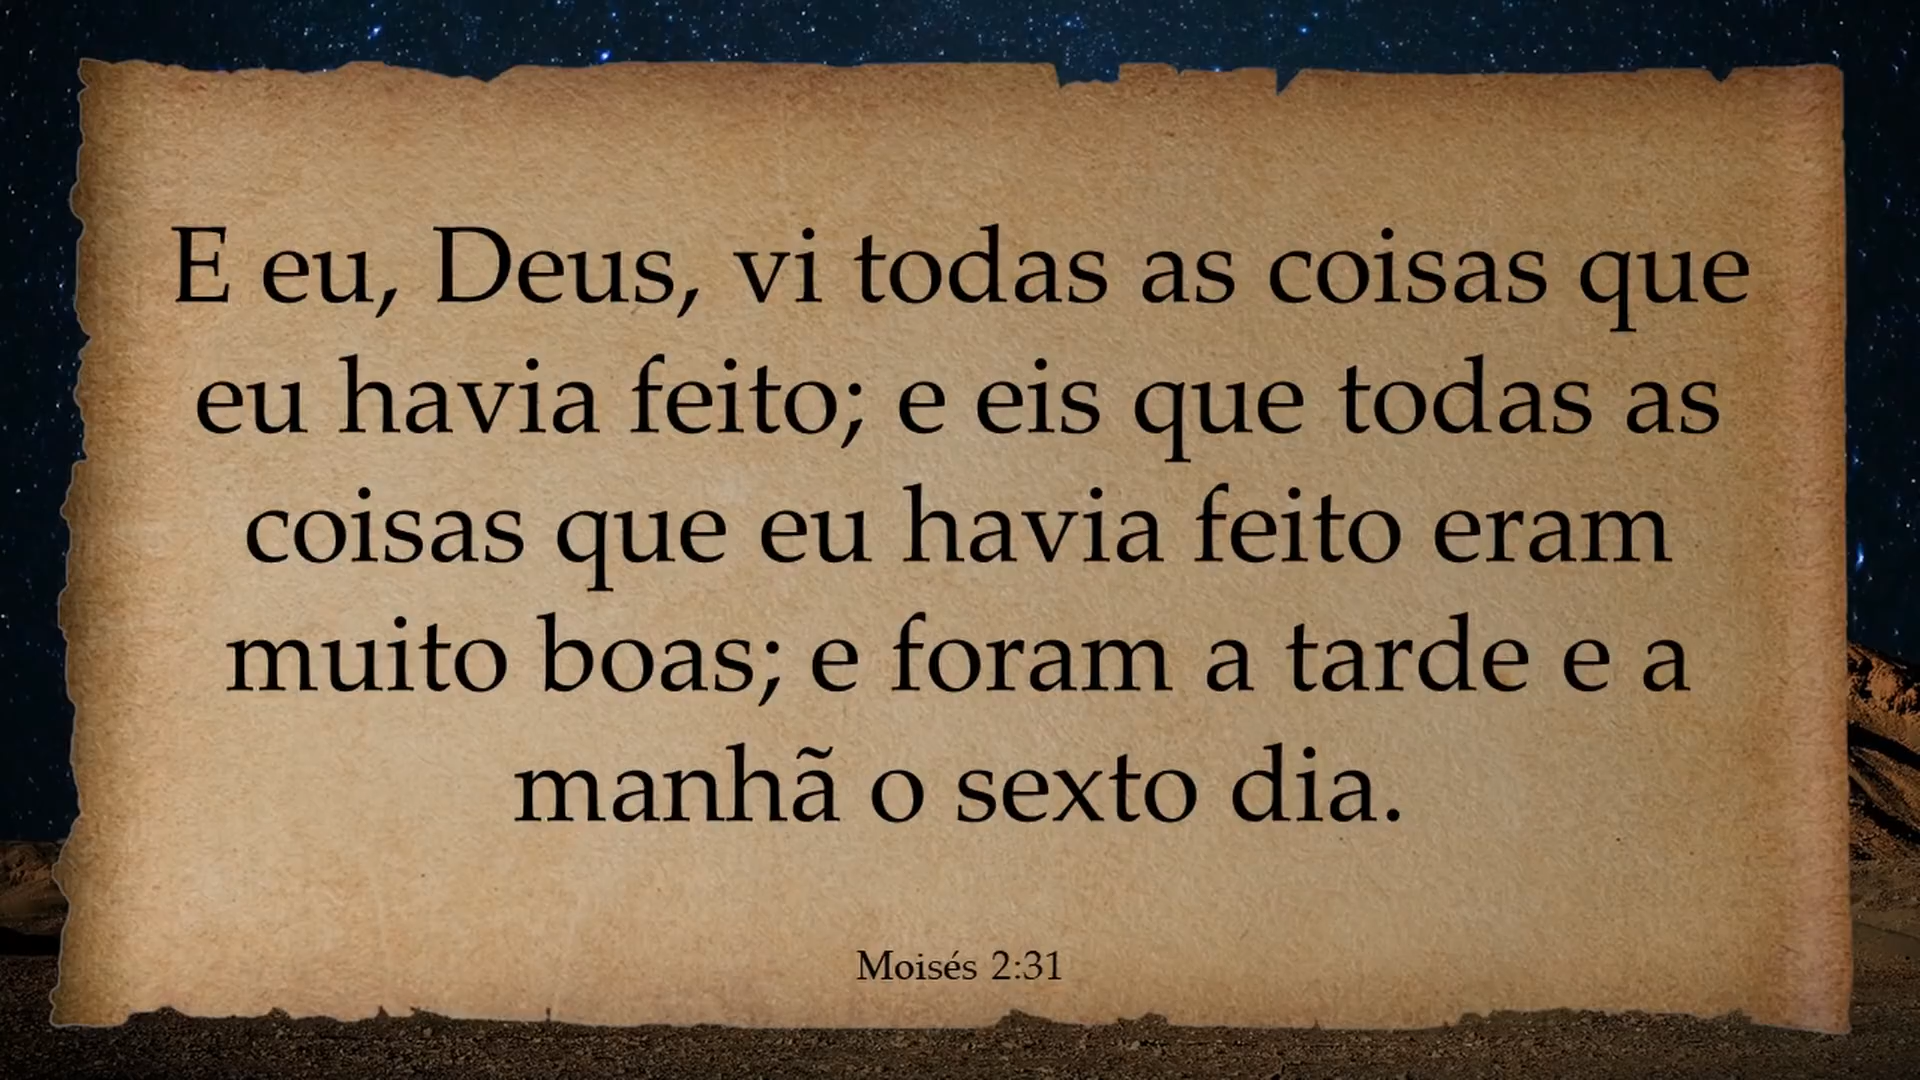 E eu, Deus, vi todas as coisas que
eu havia feito; e eis que todas as
coisas que eu havia feito eram
muito boas; e foram a tarde e a
manhã o sexto dia.
Moisés 2:31